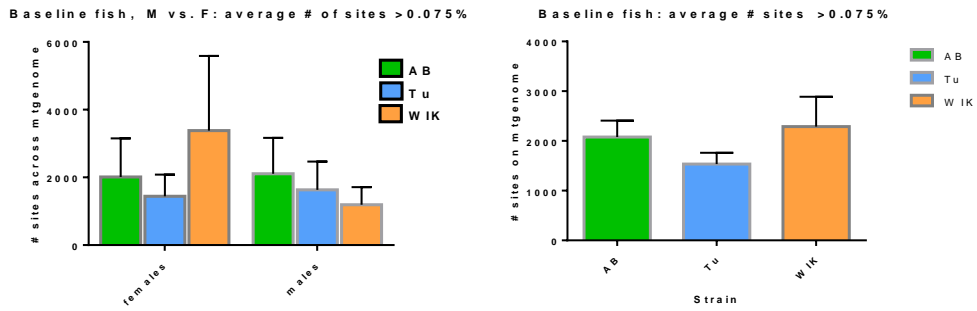 Baseline fish, M vs. F: average # of sites >0.075%
# sites across mtgenome
6000
4000
2000
0
females
males
AB
Tu
WIK
Baseline fish: average # sites >0.075%
# sites on mtgenome
4000
3000
2000
1000
0
AB
Tu
WIK
Strain
AB
Tu
WIK